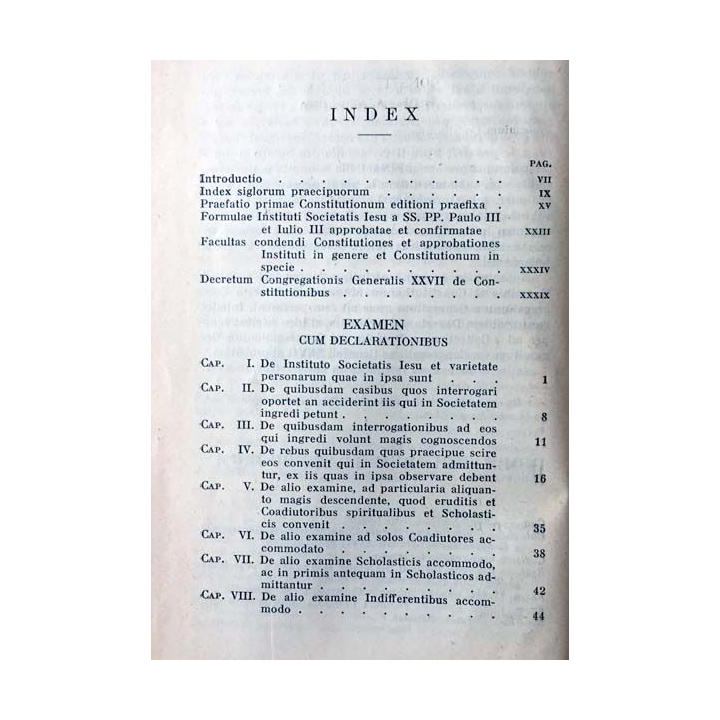 INDEX
PAG.
Introductio . . . . . . . . . . . VII
Index siglorum praecipuorum . . . . . . IX
Praefatio primae Constitutionum editioni praefixa . XV
Formulae Instituti Societatis Iesu a SS. PP. Paulo III
et Iulio III approbatae et confirmatae XXIII
Facultas condendi Constitutiones et approbationes
Instituti in genere et Constitutionum in
specie . . . . . . . . . . XXXIV
Decretum Congregationis Generalis XXVII de Con-
stitutionibus . . . . . . . . XXXIX
EXAMEN
CUM DECLARATIONIBUS
CAP. I. De Instituto Societatis Iesu et varietate
personarum quae in ipsa sunt . . . 1
CAP. II. De quibusdam casibus quos interrogari
oportet an acciderint iis qui in Societatem
ingredi petunt . . . . . . . 8
CAP. III. De quibusdam interrogationibus ad eos
qui ingredi volunt magis cognoscendos 11
CAP. IV. De rebus quibusdam quas praecipue scire
eos convenit qui in Societatem admittun-
tur, ex iis quas in ipsa observare debent 16
CAP. V. De alio examine, ad particularia aliquan-
to magis descendente, quod eruditis et
Coadiutoribus spiritualibus et Scholasti-
cis convenit . . . . . . . 35
CAP. VI. De alio examine ad solos Coadiutores ac-
commodato . . . . . . . 38
CAP. VII. De alio examine Scholasticis accommodo,
ac in primis antequam in Scholasticos ad-
mittantur . . . . . . . 42
CAP. VIII. De alio examine Indifferentibus accom-
modo . . . . . . . . . 44